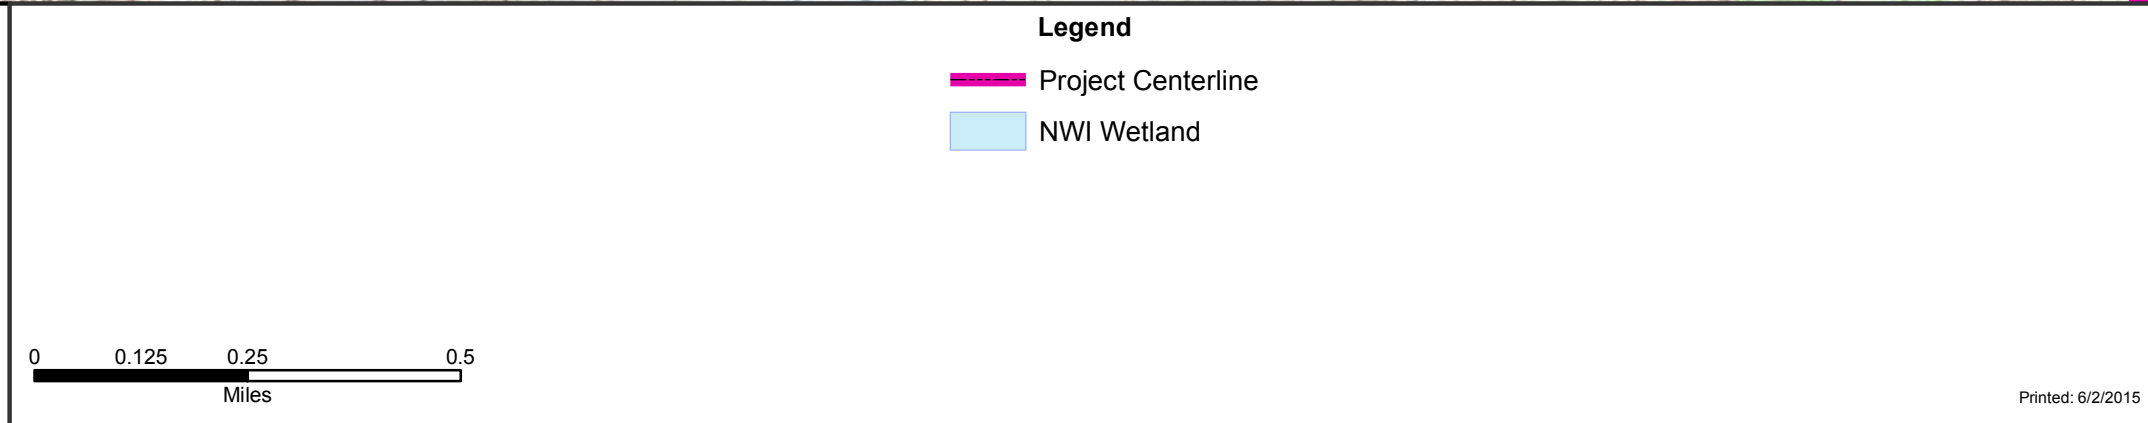 Legend
Project Centerline
NWI Wetland
0 0.125 0.25 0.5
Miles
Printed: 6/2/2015